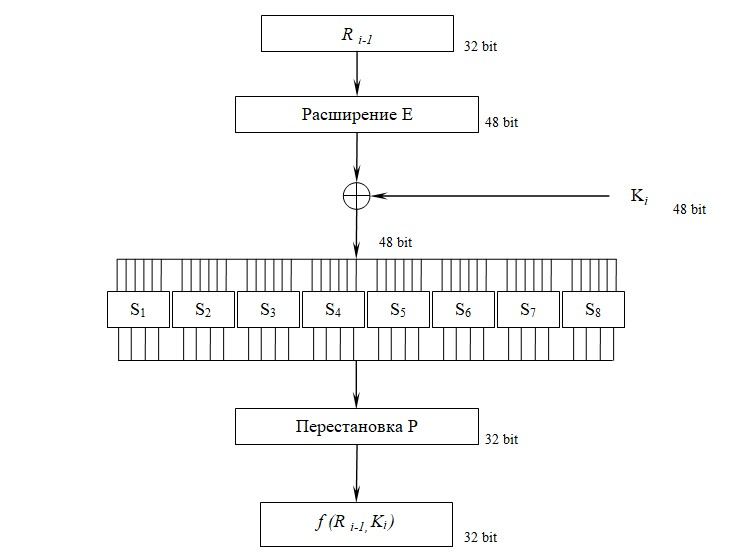 R i-1
32 bit
Расширение E
48 bit
Ki
48 bit
48 bit
S1 S2 S3 S4 S5 S6 S7 S8
Перестановка P
32 bit
f (R i-1, Ki)
32 bit